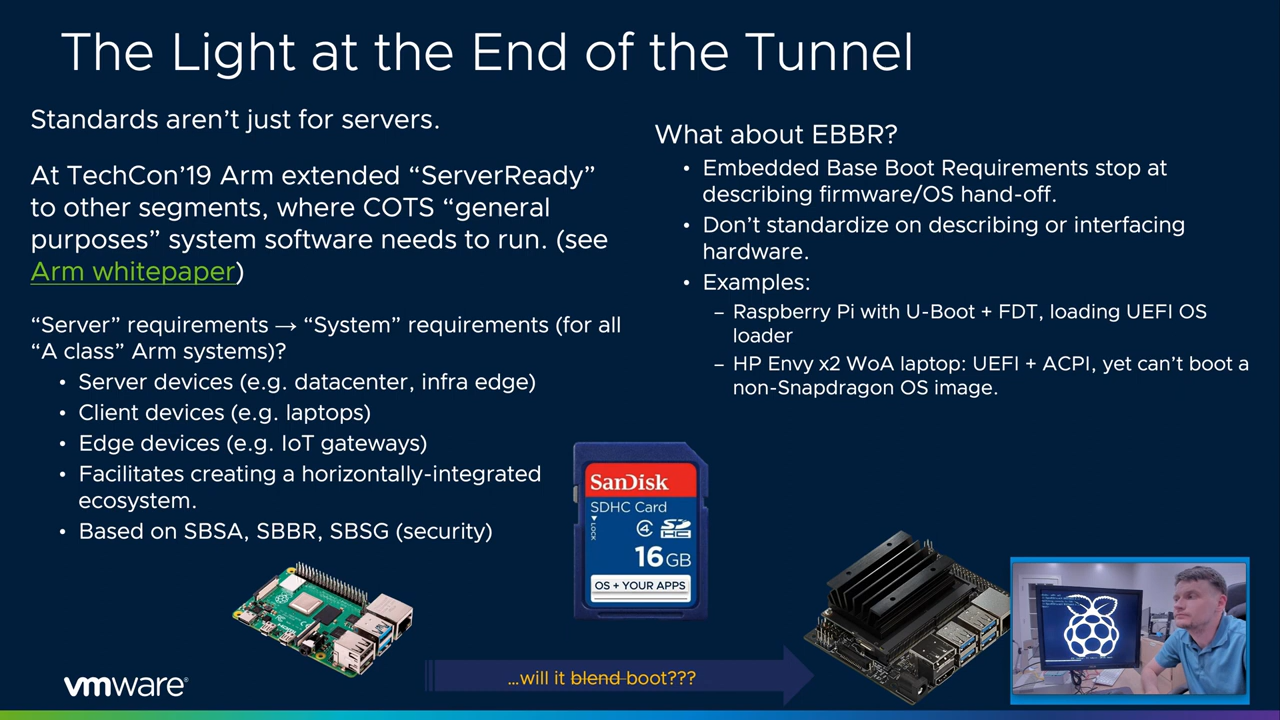 The Light at the End of the Tunnel
Standards aren’t just for servers.
At TechCon’19 Arm extended “ServerReady”
to other segments, where COTS “general
purposes” system software needs to run. (see
Arm whitepaper)
“Server” requirements → “System” requirements (for all
“A class” Arm systems)?
• Server devices (e.g. datacenter, infra edge)
• Client devices (e.g. laptops)
• Edge devices (e.g. IoT gateways)
• Facilitates creating a horizontally-integrated
ecosystem.
• Based on SBSA, SBBR, SBSG (security)
What about EBBR?
• Embedded Base Boot Requirements stop at
describing firmware/OS hand-off.
• Don’t standardize on describing or interfacing
hardware.
• Examples:
– Raspberry Pi with U-Boot + FDT, loading UEFI OS
loader
– HP Envy x2 WoA laptop: UEFI + ACPI, yet can’t boot a
non-Snapdragon OS image.
SanDisk
SDHC Card
LOCK
4
SD
HC
16GB
OS + YOUR APPS
...will it blend boot???
vmware®